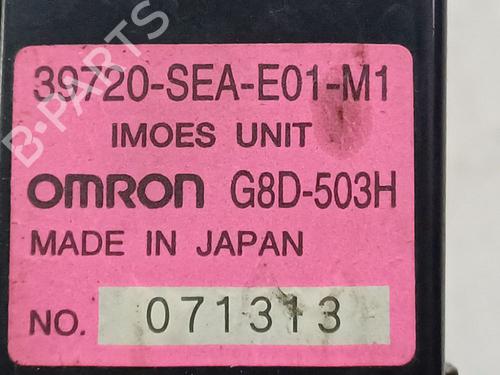 39720-SEA-E01-M1
IMOES UNIT
OMRON G8D-503H
MADE IN JAPAN
NO. 071313
B-PARTS